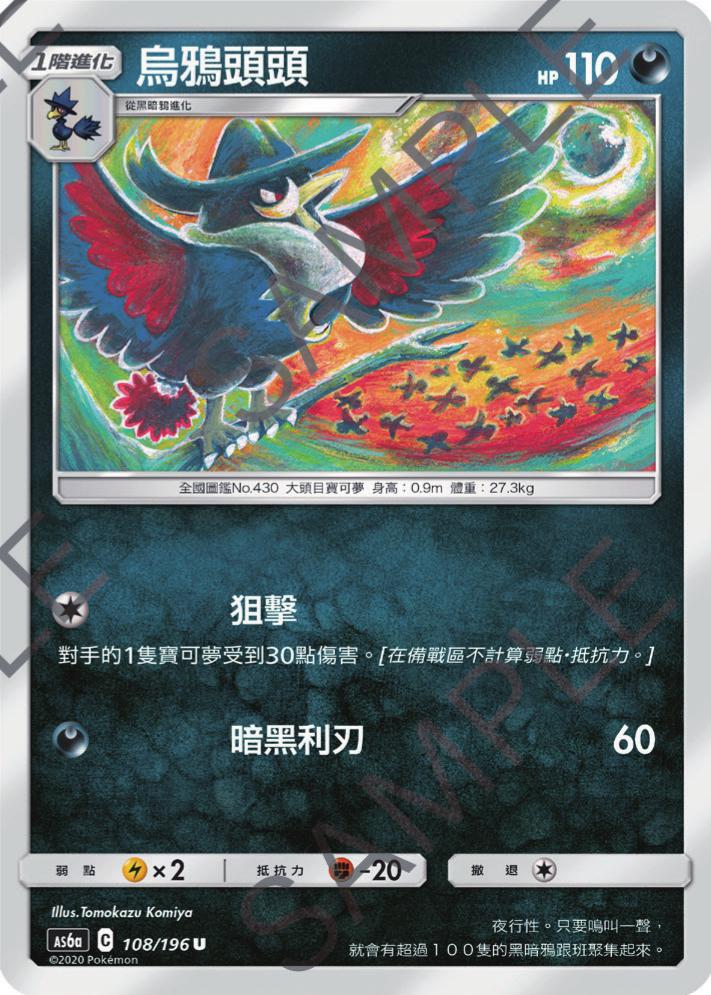 1階進化 烏鴉頭頭 HP 110
從黑暗鴉進化
全國圖鑑No.430 大頭目寶可夢 身高：0.9m 體重：27.3kg
狙擊
對手的1隻寶可夢受到30點傷害。[在備戰區不計算弱點・抵抗力。]
暗黑利刃 60
弱點 ×2 抵抗力 -20 撤退
Illus.Tomokazu Komiya
AS6a C 108/196 U
©2020 Pokémon
夜行性。只要鳴叫一聲，
就會有超過１００隻的黑暗鴉跟班聚集起來。
SAMPLE
SAMPLE